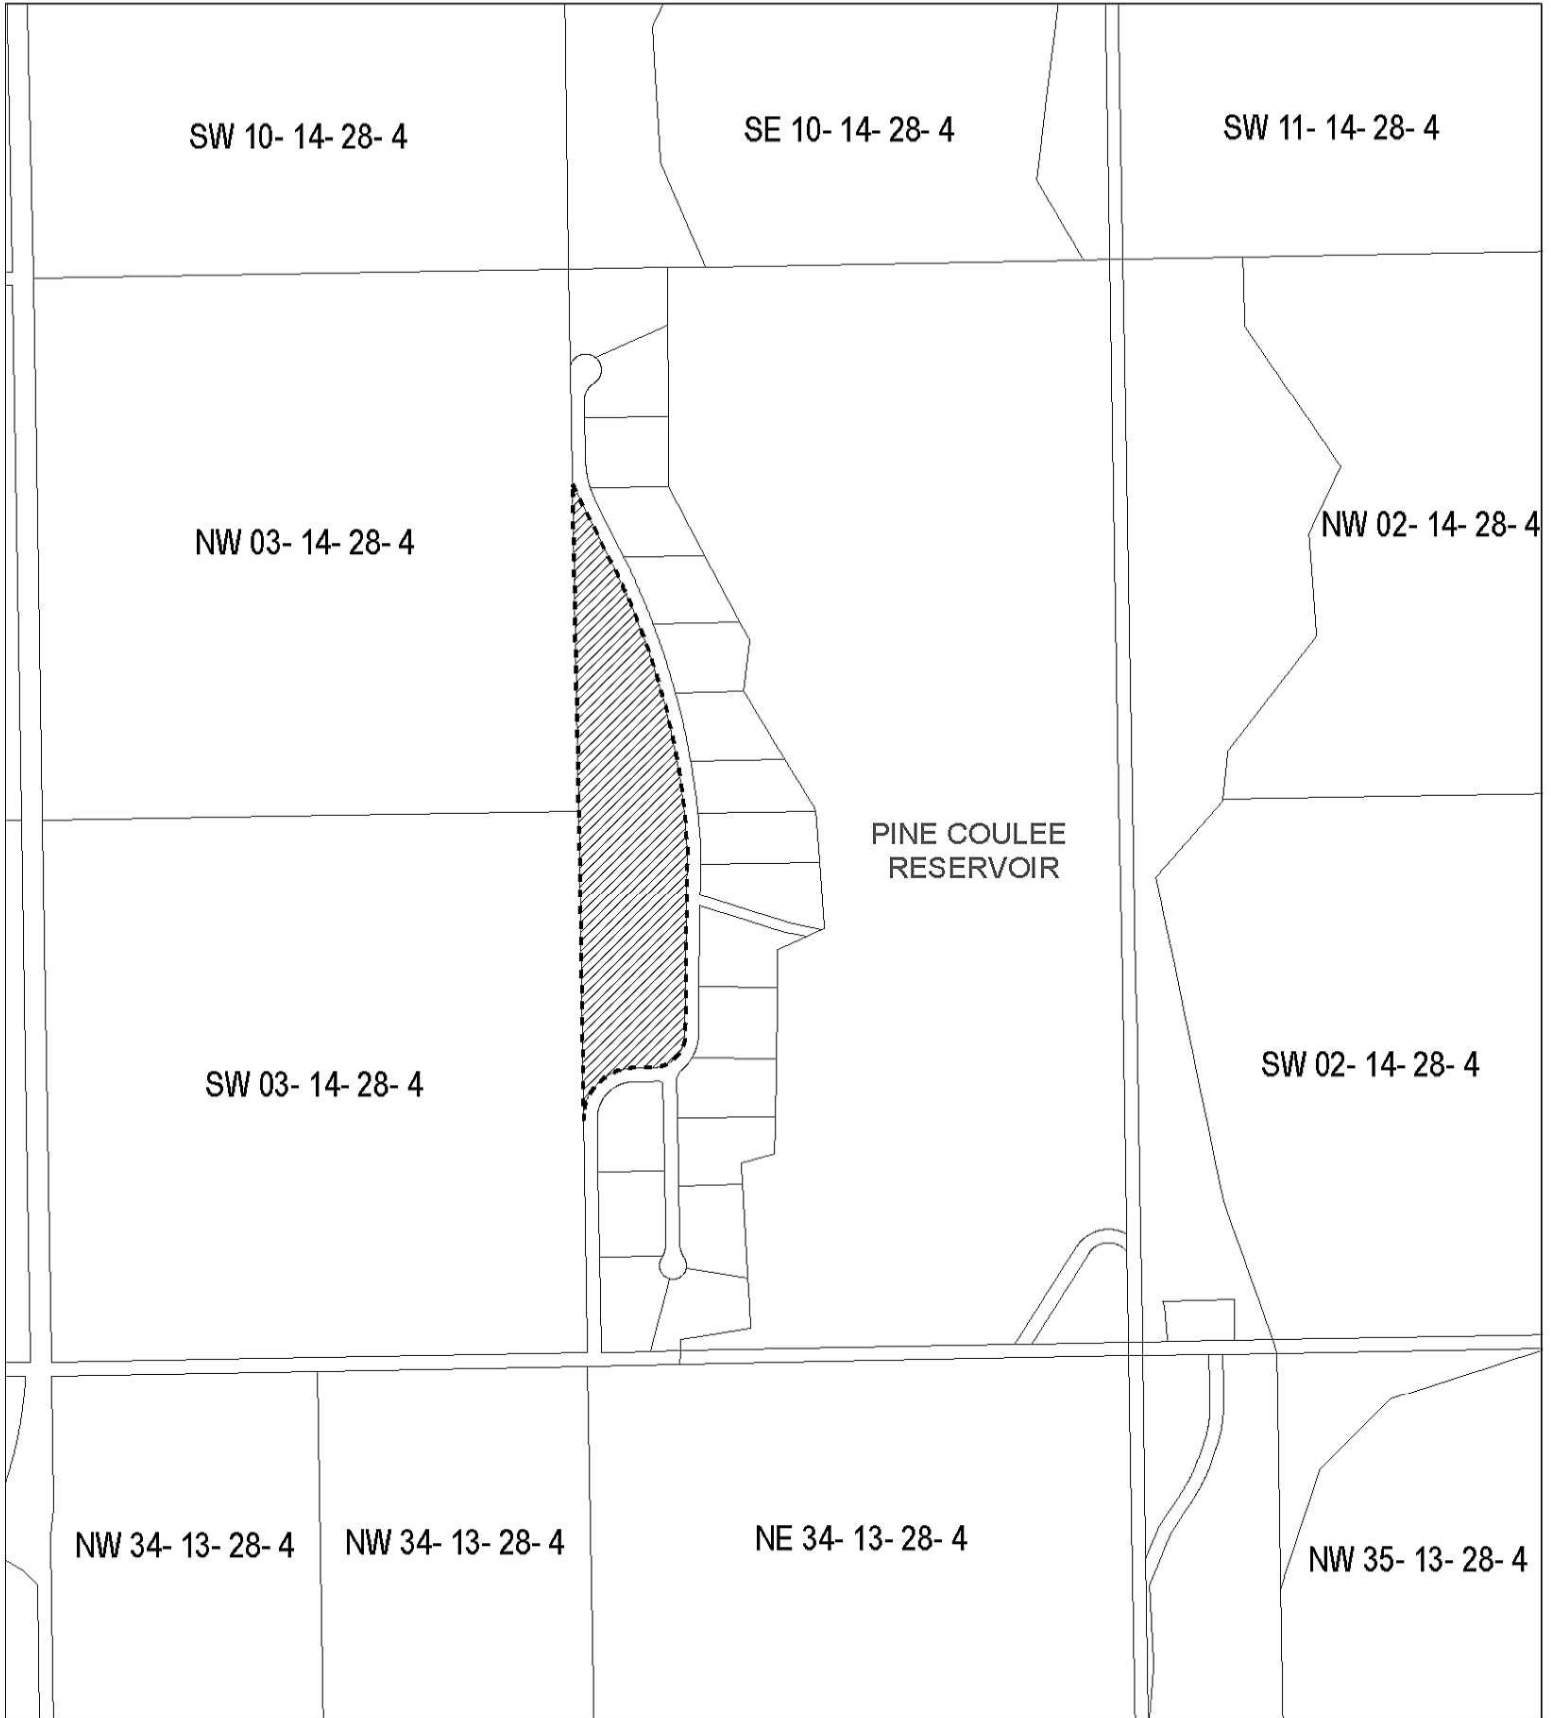 SW 10- 14- 28- 4
SE 10- 14- 28- 4
SW 11- 14- 28- 4
NW 03- 14- 28- 4
NW 02- 14- 28- 4
PINE COULEE
RESERVOIR
SW 03- 14- 28- 4
SW 02- 14- 28- 4
NW 34- 13- 28- 4
NW 34- 13- 28- 4
NE 34- 13- 28- 4
NW 35- 13- 28- 4